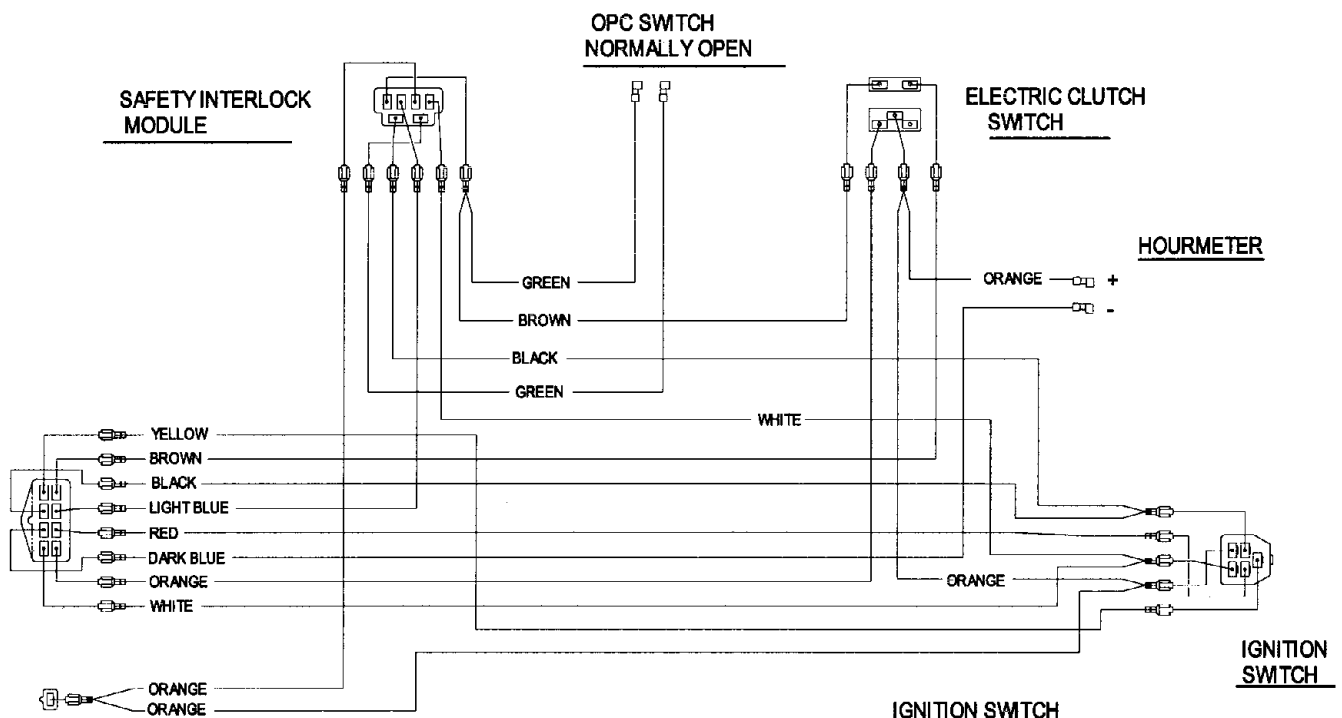 OPC SWITCH
NORMALLY OPEN
SAFETY INTERLOCK
MODULE
ELECTRIC CLUTCH
SWITCH
HOURMETER
ORANGE
+
GREEN
-
BROWN
BLACK
GREEN
WHITE
YELLOW
BROWN
BLACK
LIGHT BLUE
RED
DARK BLUE
ORANGE
ORANGE
WHITE
IGNITION
SWITCH
ORANGE
ORANGE
IGNITION SWITCH